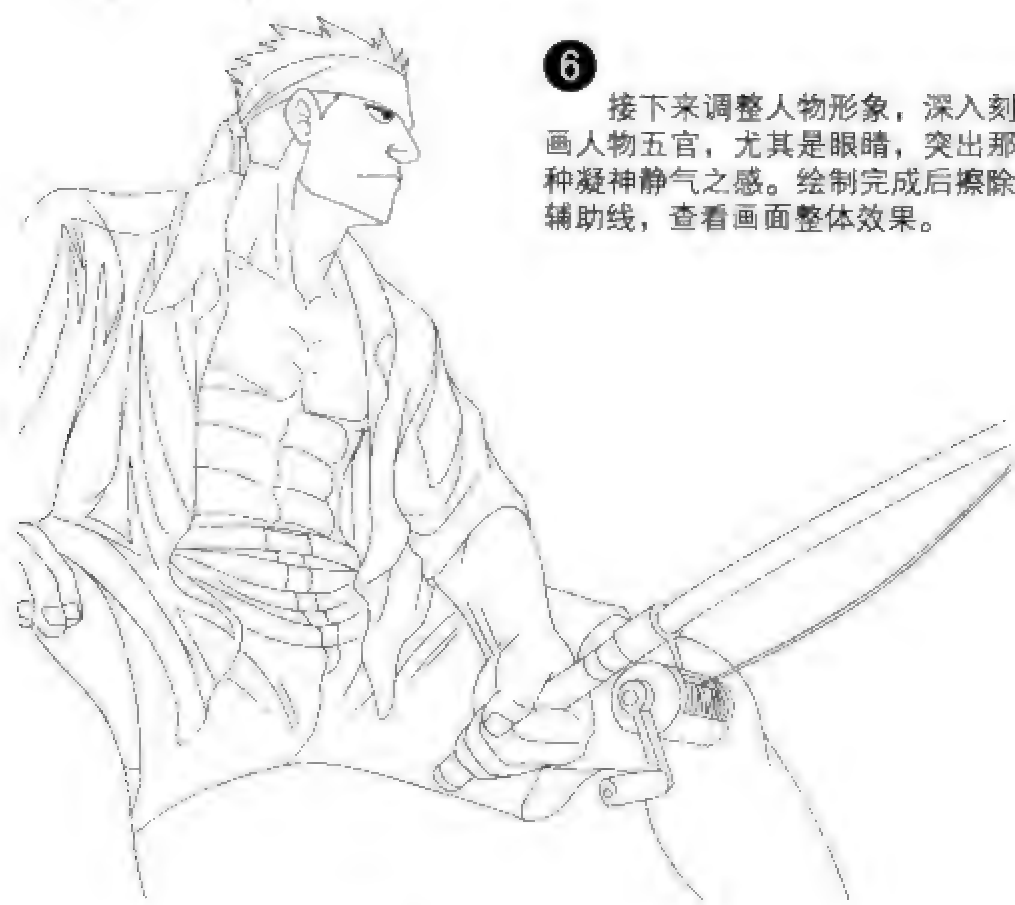 6
接下来调整人物形象，深入刻
画人物五官，尤其是眼睛，突出那
种凝神静气之感。绘制完成后擦除
辅助线，查看画面整体效果。